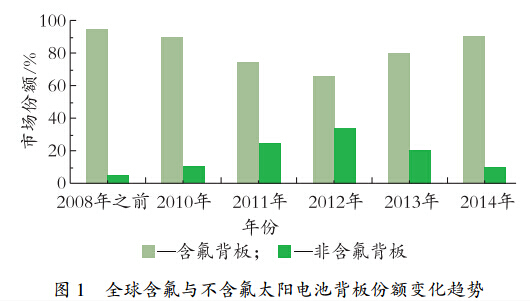 市场份额/%
100
80
60
40
20
0
2008年之前 2010年 2011年 2012年 2013年 2014年
年份
—含氟背板； —非含氟背板
图 1 全球含氟与不含氟太阳电池背板份额变化趋势